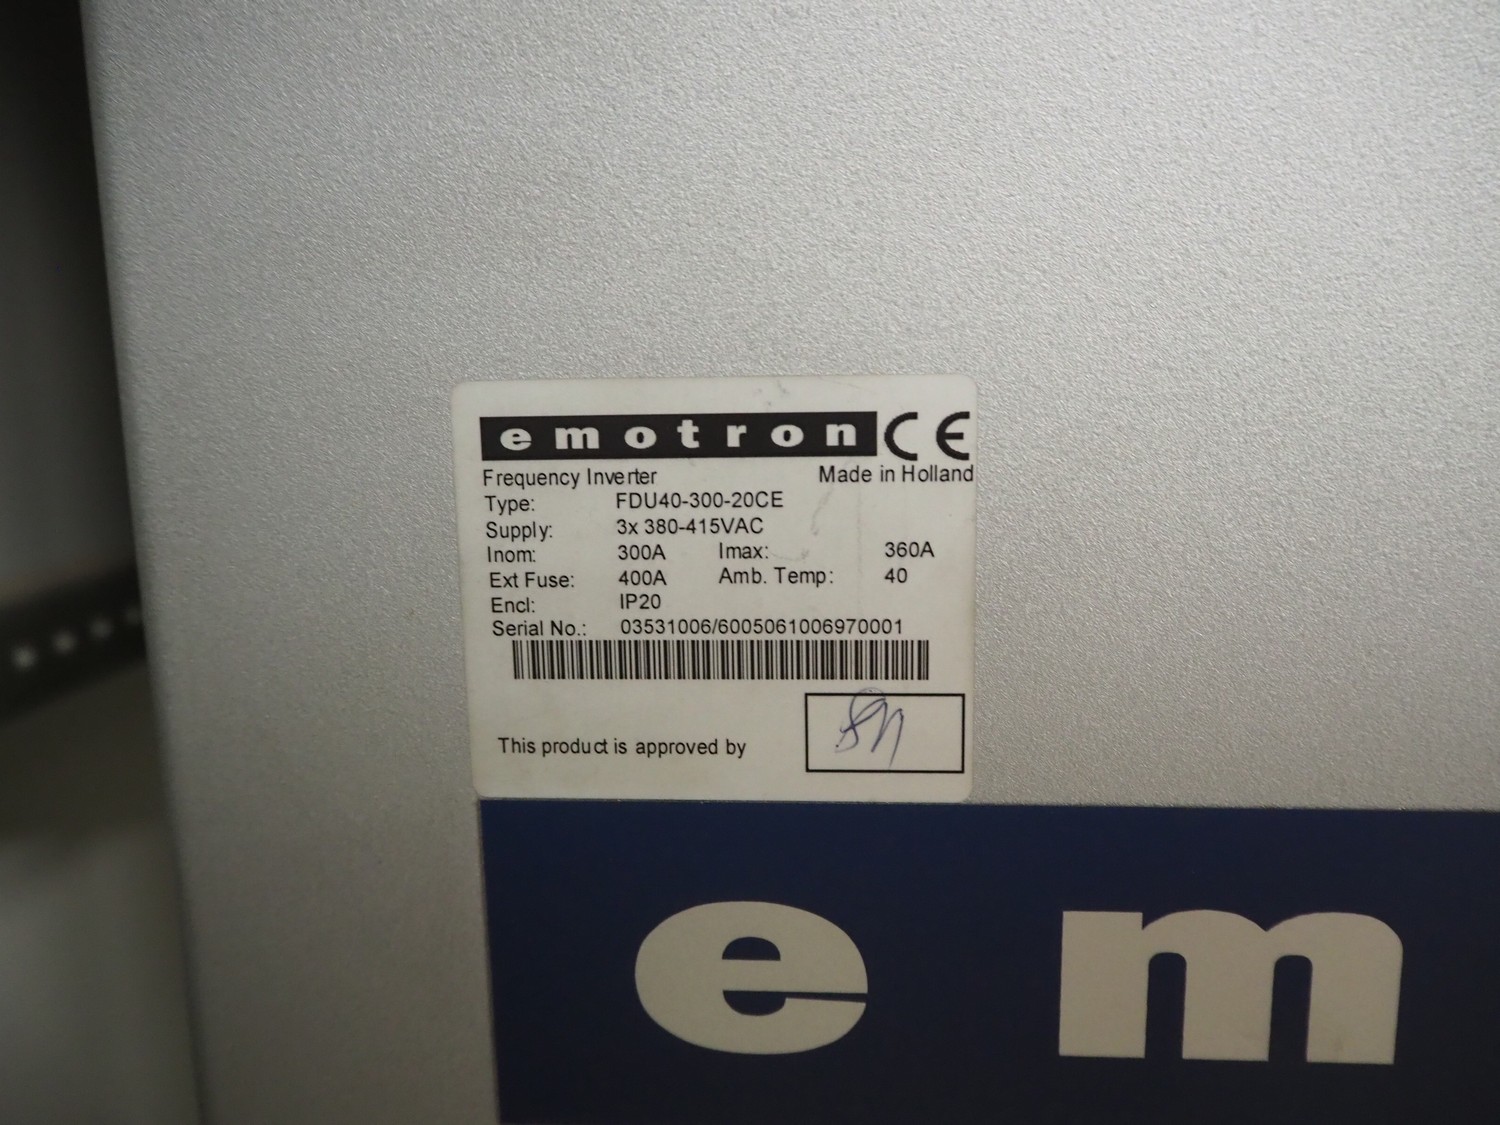 emotron CE
Frequency Inverter Made in Holland
Type: FDU40-300-20CE
Supply: 3x 380-415VAC
Inom: 300A Imax: 360A
Ext Fuse: 400A Amb. Temp: 40
Encl: IP20
Serial No.: 03531006/6005061006970001
This product is approved by
em